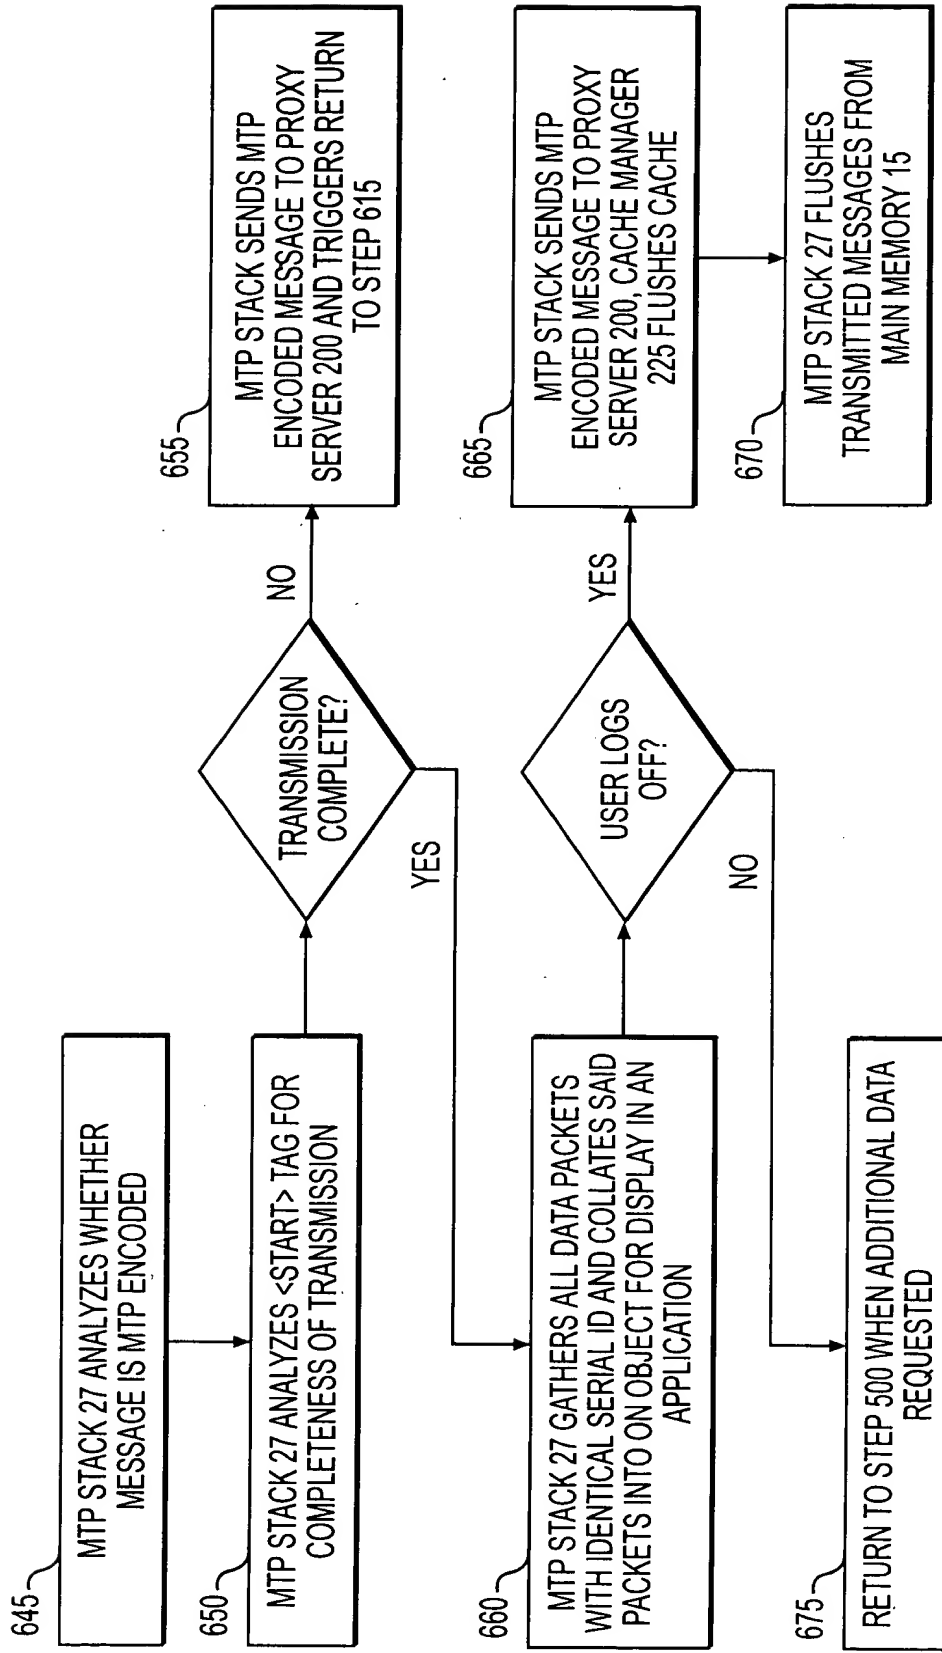 645
MTP STACK 27 ANALYZES WHETHER
MESSAGE IS MTP ENCODED
650
MTP STACK 27 ANALYZES <START> TAG FOR
COMPLETENESS OF TRANSMISSION
TRANSMISSION
COMPLETE?
NO
655
MTP STACK SENDS MTP
ENCODED MESSAGE TO PROXY
SERVER 200 AND TRIGGERS RETURN
TO STEP 615
YES
660
MTP STACK 27 GATHERS ALL DATA PACKETS
WITH IDENTICAL SERIAL ID AND COLLATES SAID
PACKETS INTO ON OBJECT FOR DISPLAY IN AN
APPLICATION
USER LOGS
OFF?
YES
665
MTP STACK SENDS MTP
ENCODED MESSAGE TO PROXY
SERVER 200, CACHE MANAGER
225 FLUSHES CACHE
670
MTP STACK 27 FLUSHES
TRANSMITTED MESSAGES FROM
MAIN MEMORY 15
NO
675
RETURN TO STEP 500 WHEN ADDITIONAL DATA
REQUESTED